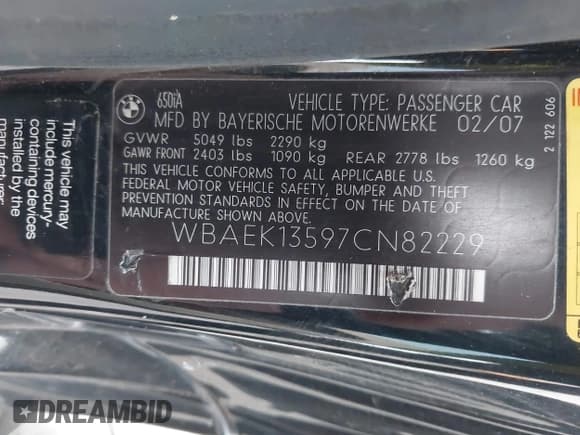 650iA VEHICLE TYPE: PASSENGER CAR
MFD BY BAYERISCHE MOTORENWERKE 02/07
GVWR 5049 lbs 2290 kg
GAWR FRONT 2403 lbs 1090 kg REAR 2778 lbs 1260 kg
THIS VEHICLE CONFORMS TO ALL APPLICABLE U.S.
FEDERAL MOTOR VEHICLE SAFETY, BUMPER AND THEFT
PREVENTION STANDARDS IN EFFECT ON THE DATE OF
MANUFACTURE SHOWN ABOVE.
WBAEK13597CN82229
2 122 606
This vehicle may
include mercury-
containing devices
installed by the
manufacturer:
DREAMBID